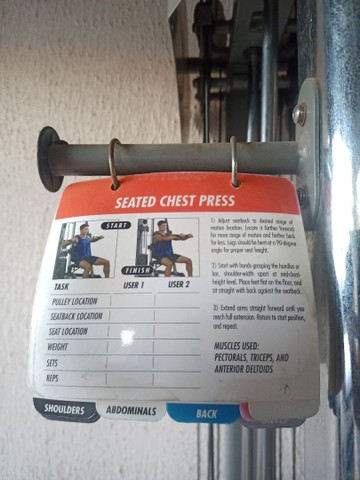 SEATED CHEST PRESS
START
FINISH
TASK USER 1 USER 2
PULLEY LOCATION
SEATBACK LOCATION
SEAT LOCATION
WEIGHT
SETS
REPS
1) Adjust seatback to desired range of
motion location. Locate it further forward
for more range of motion and further back
for less. Legs should be bent at a 90-degree
angle for proper seat height.
2) Start with hands grasping the handles or
bar, shoulder-width apart at mid-chest-
height level. Place feet flat on the floor, and
sit straight with back against the seatback.
3) Extend arms straight forward until you
reach full extension. Return to start position,
and repeat.
MUSCLES USED:
PECTORALS, TRICEPS, AND
ANTERIOR DELTOIDS
SHOULDERS ABDOMINALS BACK